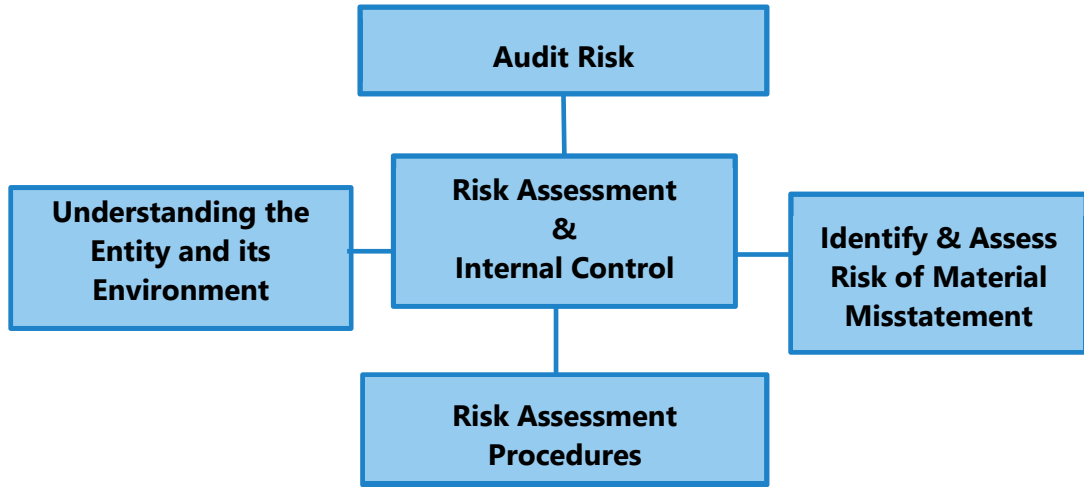 Audit Risk
Understanding the
Entity and its
Environment
Risk Assessment
&
Internal Control
Identify & Assess
Risk of Material
Misstatement
Risk Assessment
Procedures